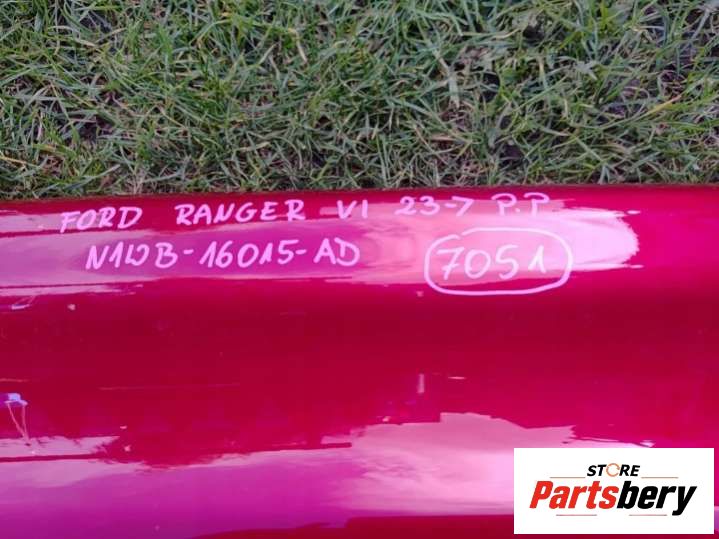 FORD RANGER VI 23→ P.P
N1WB-16015-AD 7051
STORE
Partsbery